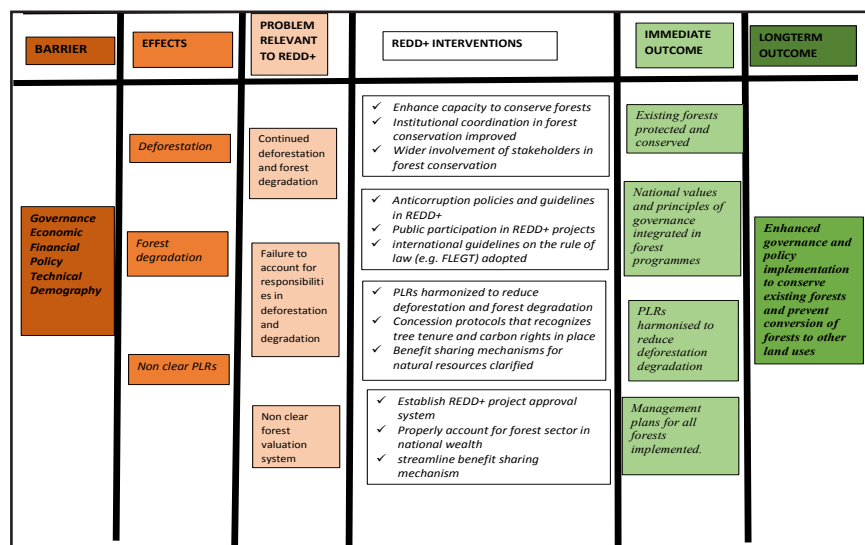 BARRIER
EFFECTS
PROBLEM
RELEVANT
TO REDD+
REDD+ INTERVENTIONS
IMMEDIATE
OUTCOME
LONGTERM
OUTCOME
Governance
Economic
Financial
Policy
Technical
Demography
Deforestation
Forest
degradation
Non clear PLRs
Continued
deforestation
and forest
degradation
Failure to
account for
responsibiliti
es in
deforestation
and
degradation
Non clear
forest
valuation
system
✓ Enhance capacity to conserve forests
✓ Institutional coordination in forest
conservation improved
✓ Wider involvement of stakeholders in
forest conservation
✓ Anticorruption policies and guidelines
in REDD+
✓ Public participation in REDD+ projects
✓ international guidelines on the rule of
law (e.g. FLEGT) adopted
✓ PLRs harmonized to reduce
deforestation and forest degradation
✓ Concession protocols that recognizes
tree tenure and carbon rights in place
✓ Benefit sharing mechanisms for
natural resources clarified
✓ Establish REDD+ project approval
system
✓ Properly account for forest sector in
national wealth
✓ streamline benefit sharing
mechanism
Existing forests
protected and
conserved
National values
and principles of
governance
integrated in
forest
programmes
PLRs
harmonised to
reduce
deforestation
degradation
Management
plans for all
forests
implemented.
Enhanced
governance and
policy
implementation
to conserve
existing forests
and prevent
conversion of
forests to other
land uses